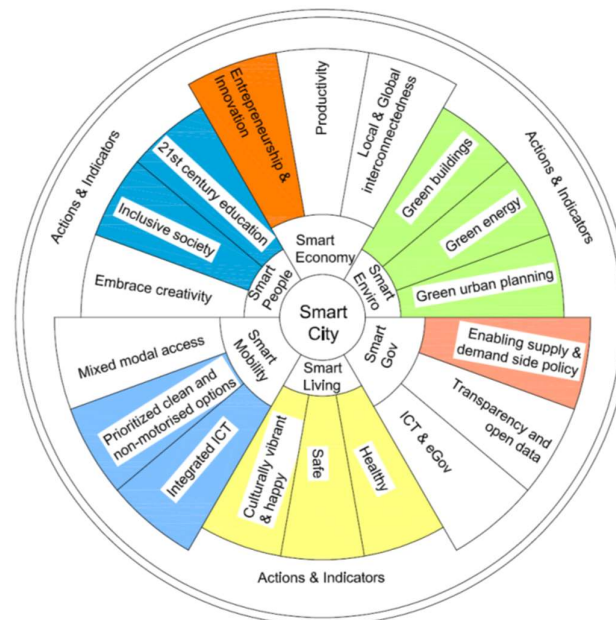 Actions & Indicators
Actions & Indicators
Actions & Indicators
Smart
City
Smart
Economy
Entrepreneurship &
Innovation
Productivity
Local & Global
interconnectedness
Smart
Enviro
Green buildings
Green energy
Green urban planning
Smart
Gov
Enabling supply &
demand side policy
Transparency and
open data
ICT & eGov
Smart
Living
Healthy
Safe
Culturally vibrant
& happy
Smart
Mobility
Integrated ICT
Prioritized clean and
non-motorised options
Mixed modal access
Smart
People
Embrace creativity
Inclusive society
21st century education